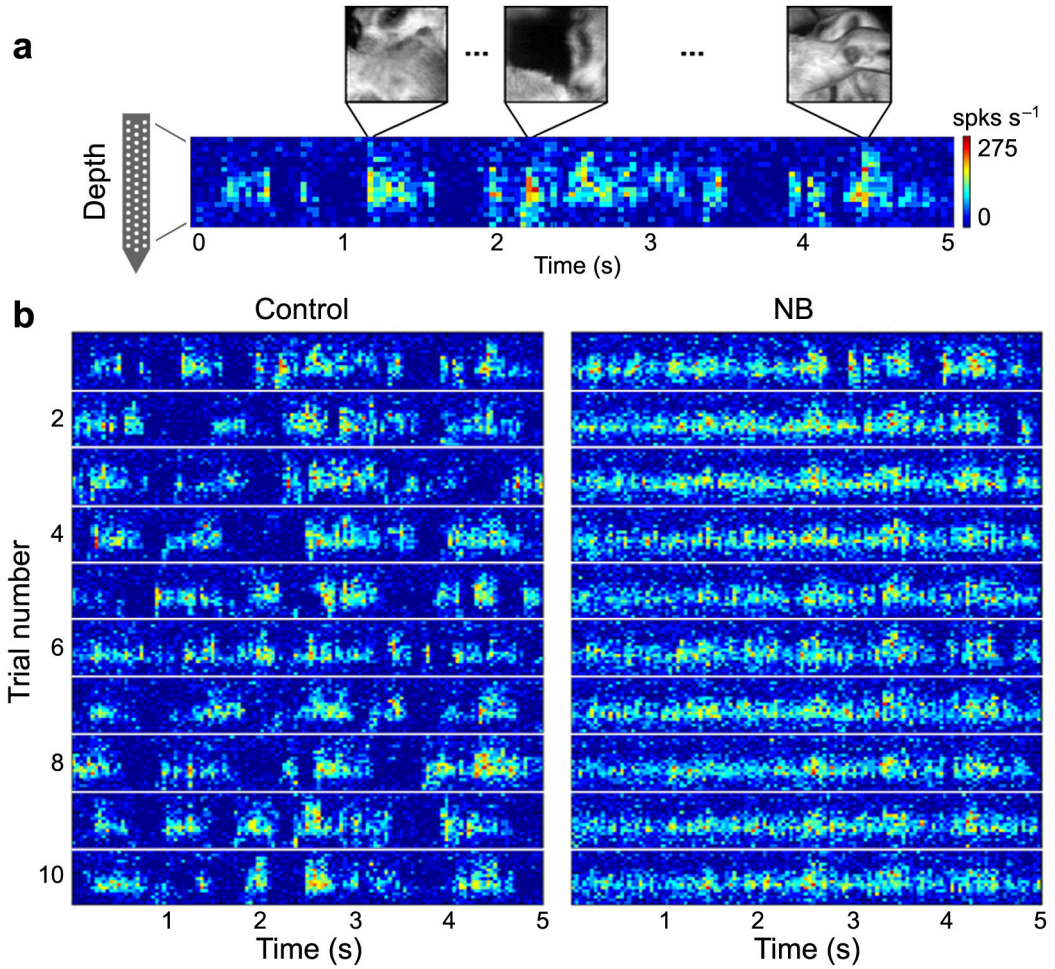 a
...
...
spks s⁻¹
275
0
Depth
0 1 2 3 4 5
Time (s)
b
Control NB
2
4
6
8
10
Trial number
1 2 3 4 5 1 2 3 4 5
Time (s) Time (s)